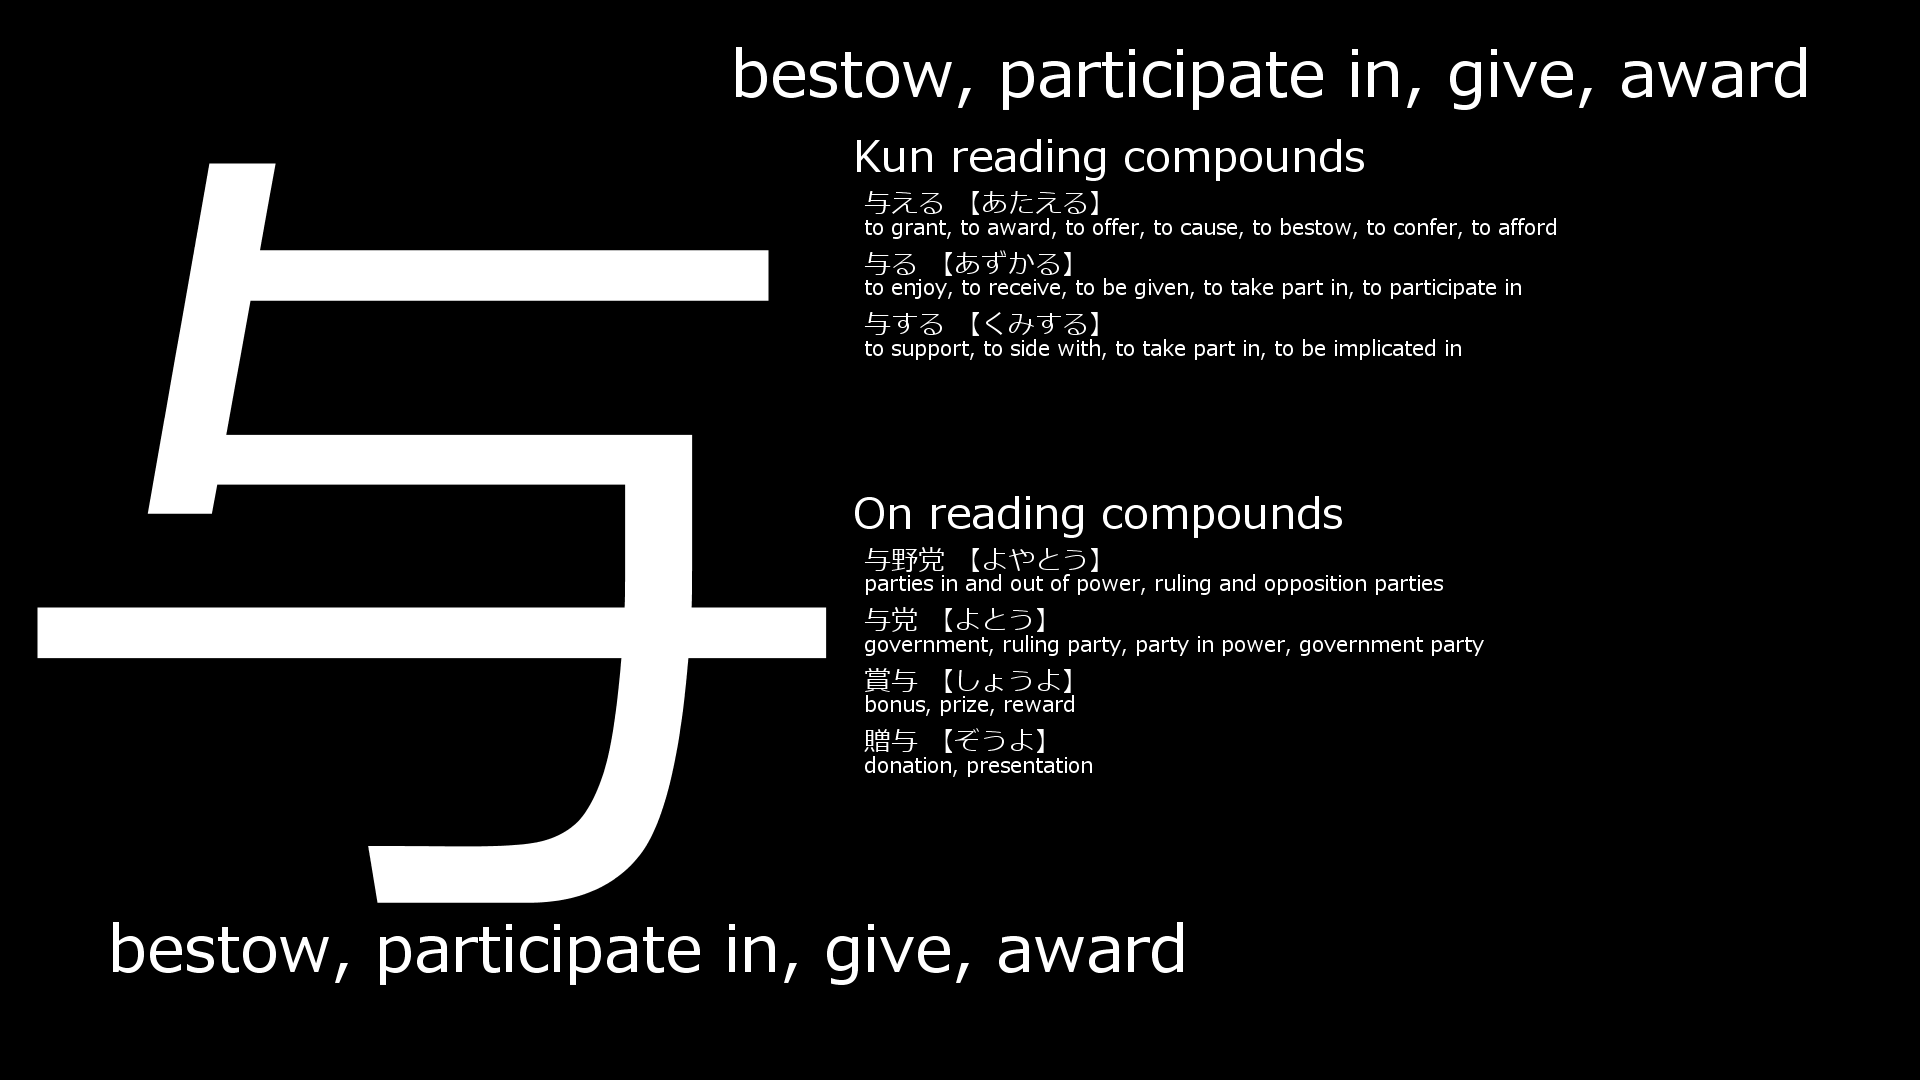 bestow, participate in, give, award
与
Kun reading compounds
与える 【あたえる】
to grant, to award, to offer, to cause, to bestow, to confer, to afford
与る 【あずかる】
to enjoy, to receive, to be given, to take part in, to participate in
与する 【くみする】
to support, to side with, to take part in, to be implicated in
On reading compounds
与野党 【よやとう】
parties in and out of power, ruling and opposition parties
与党 【よとう】
government, ruling party, party in power, government party
賞与 【しょうよ】
bonus, prize, reward
贈与 【ぞうよ】
donation, presentation
bestow, participate in, give, award